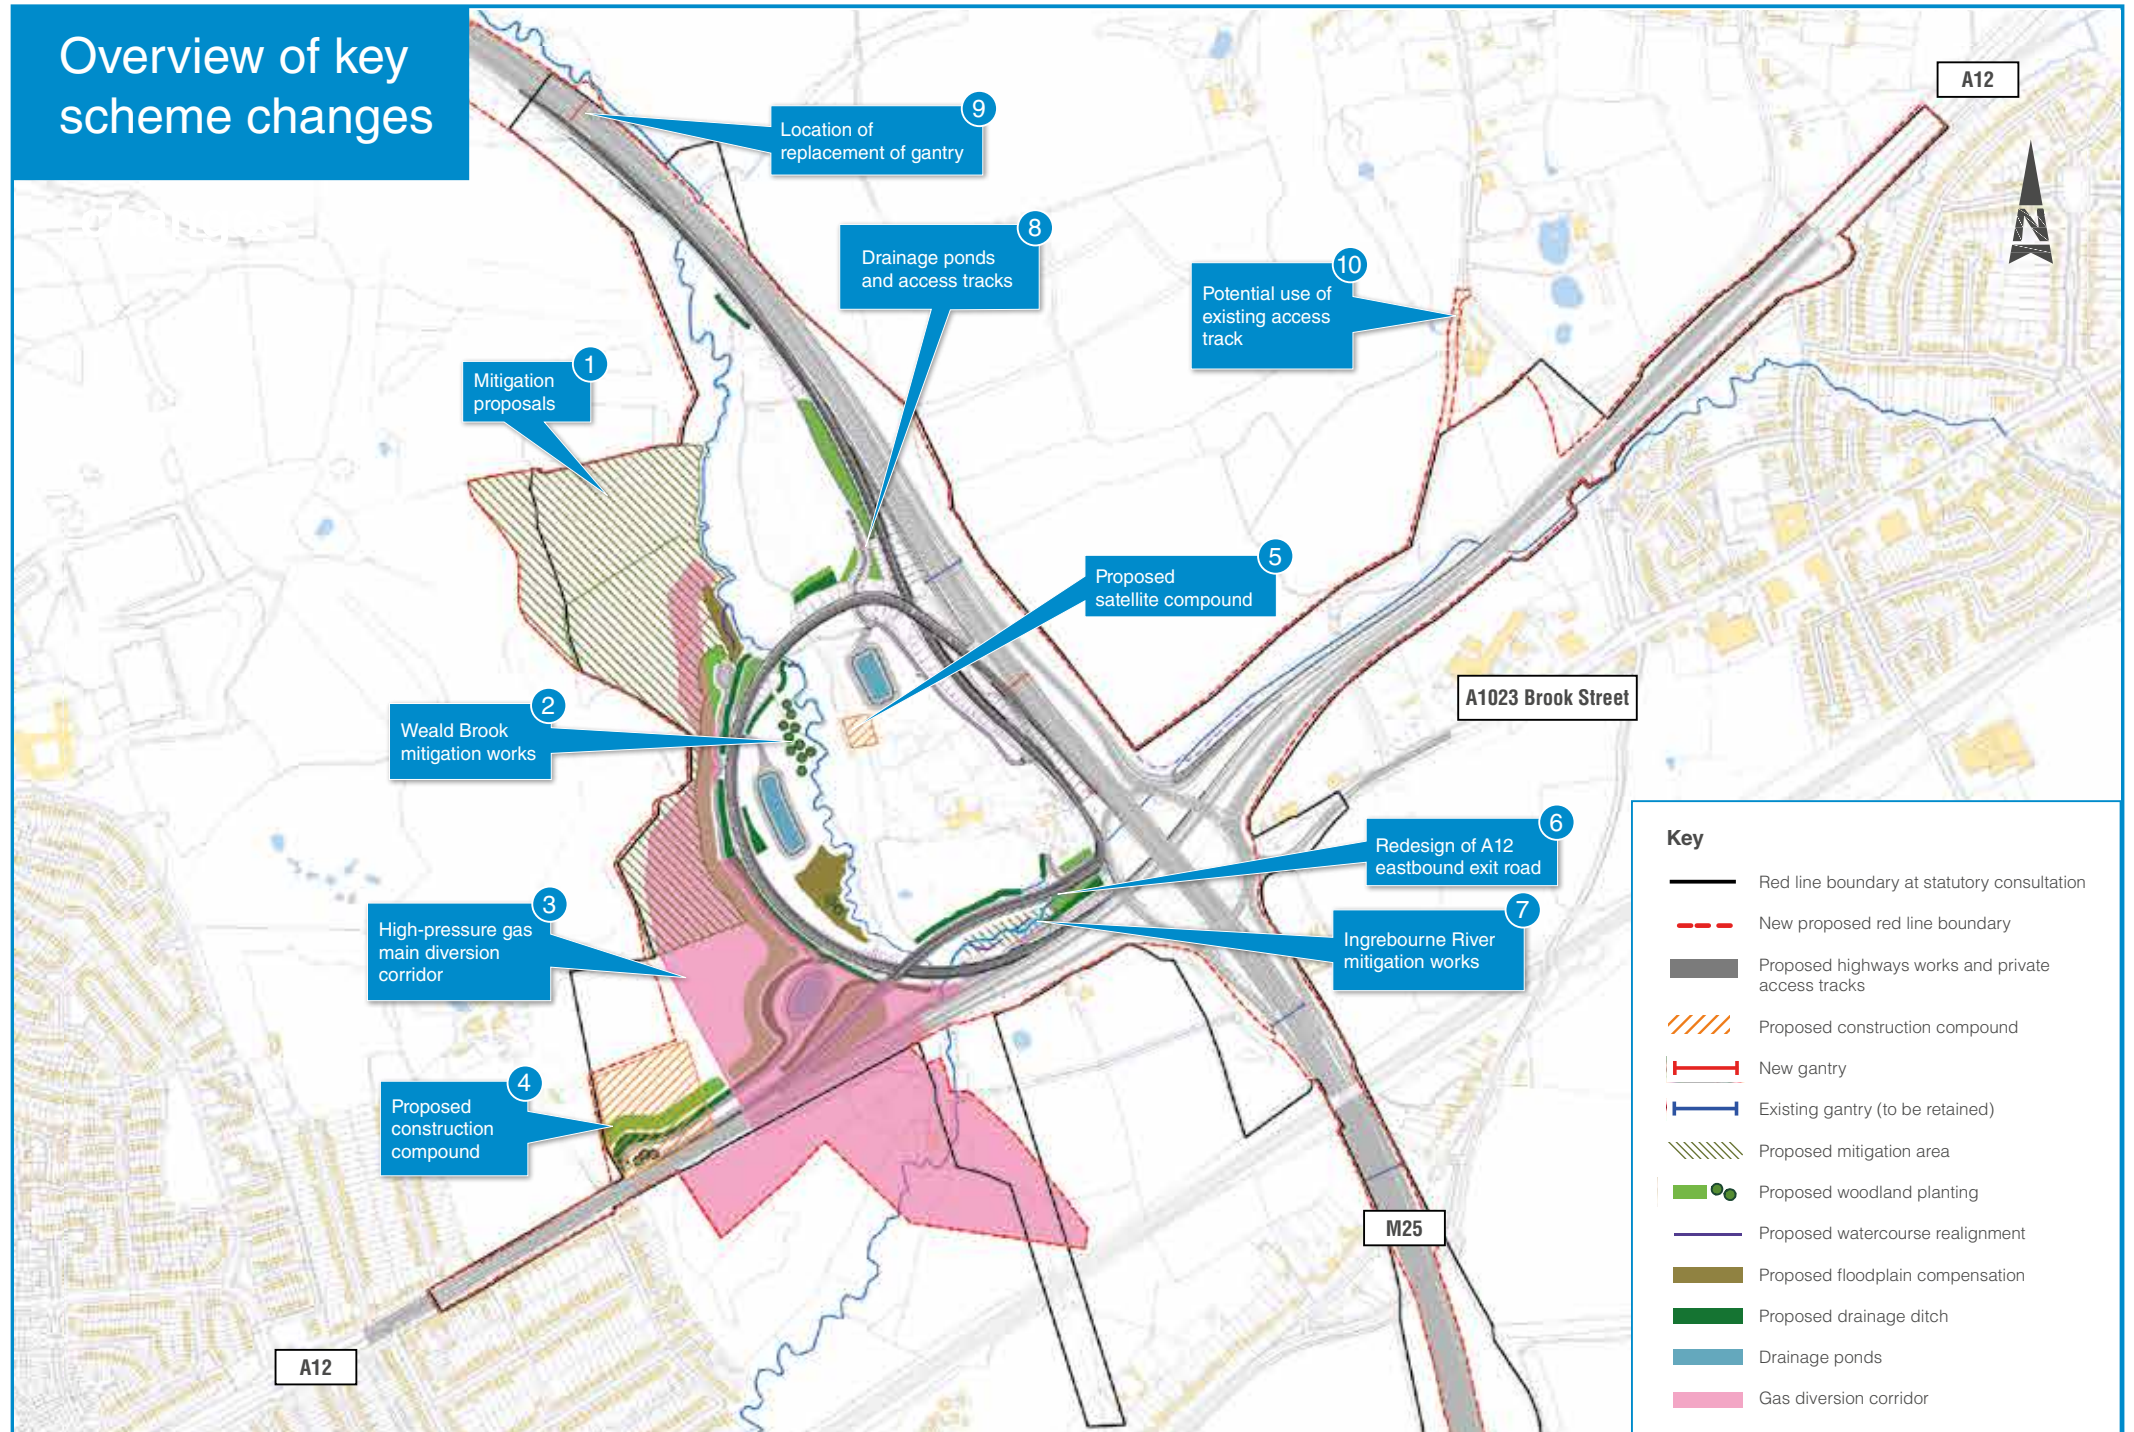 Overview of key
scheme changes
A12
9
Location of
replacement of gantry
8
Drainage ponds
and access tracks
10
Potential use of
existing access
track
N
1
Mitigation
proposals
5
Proposed
satellite compound
2
Weald Brook
mitigation works
A1023 Brook Street
6
Redesign of A12
eastbound exit road
3
High-pressure gas
main diversion
corridor
7
Ingrebourne River
mitigation works
4
Proposed
construction
compound
M25
A12
Key
Red line boundary at statutory consultation
New proposed red line boundary
Proposed highways works and private
access tracks
Proposed construction compound
New gantry
Existing gantry (to be retained)
Proposed mitigation area
Proposed woodland planting
Proposed watercourse realignment
Proposed floodplain compensation
Proposed drainage ditch
Drainage ponds
Gas diversion corridor